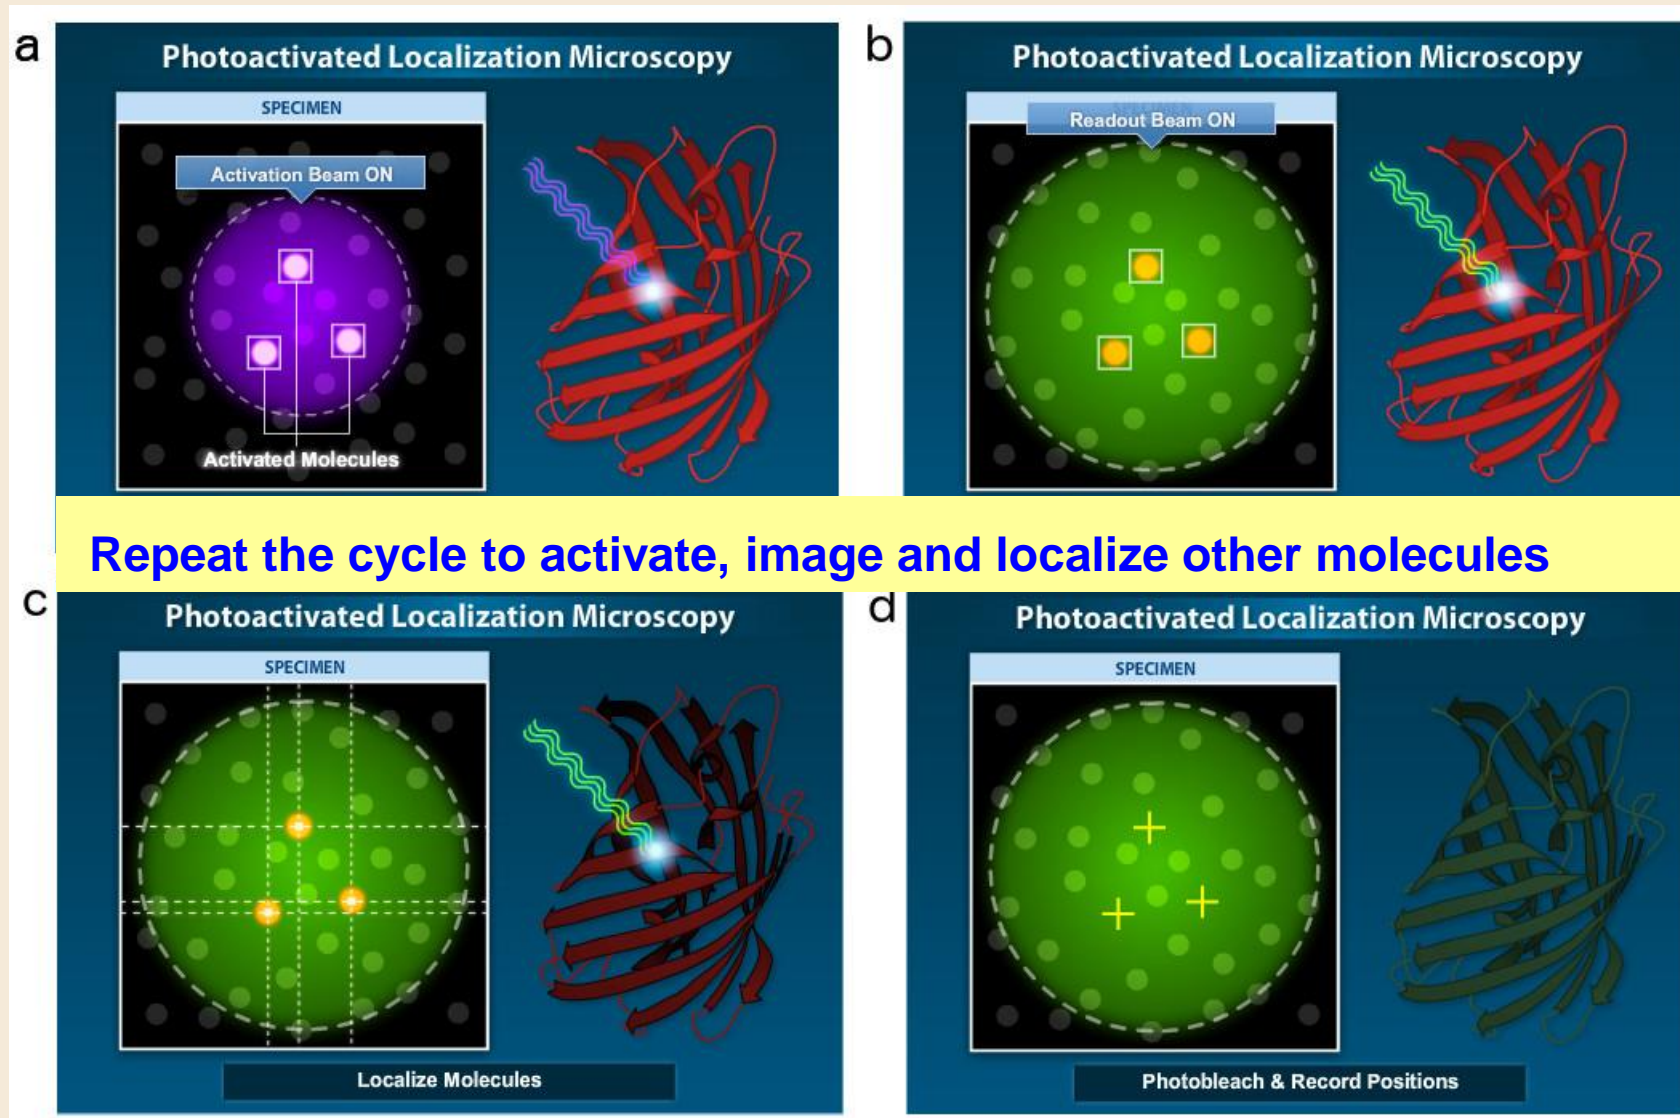 a
Photoactivated Localization Microscopy
SPECIMEN
Activation Beam ON
Activated Molecules
b
Photoactivated Localization Microscopy
SPECIMEN
Readout Beam ON
Repeat the cycle to activate, image and localize other molecules
c
Photoactivated Localization Microscopy
SPECIMEN
Localize Molecules
d
Photoactivated Localization Microscopy
SPECIMEN
Photobleach & Record Positions